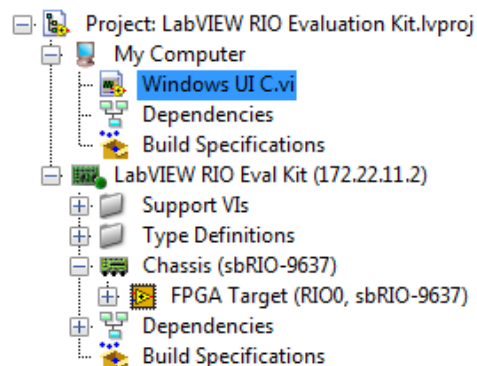 Project: LabVIEW RIO Evaluation Kit.lvproj
My Computer
Windows UI C.vi
Dependencies
Build Specifications
LabVIEW RIO Eval Kit (172.22.11.2)
Support VIs
Type Definitions
Chassis (sbRIO-9637)
FPGA Target (RIO0, sbRIO-9637)
Dependencies
Build Specifications